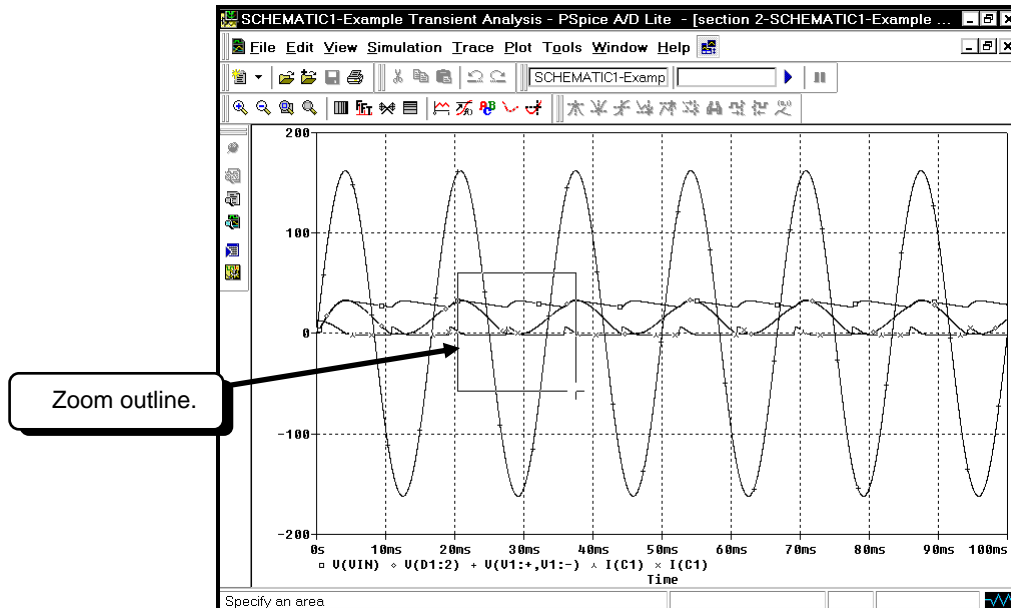 SCHEMATIC1-Example Transient Analysis - PSpice A/D Lite - [section 2-SCHEMATIC1-Example ...
File Edit View Simulation Trace Plot Tools Window Help
SCHEMATIC1-Examp
FFT
ABC
200
100
0
-100
-200
Zoom outline.
0s 10ms 20ms 30ms 40ms 50ms 60ms 70ms 80ms 90ms 100ms
V(VIN) V(D1:2) V(V1:+,V1:-) I(C1) I(C1)
Time
Specify an area